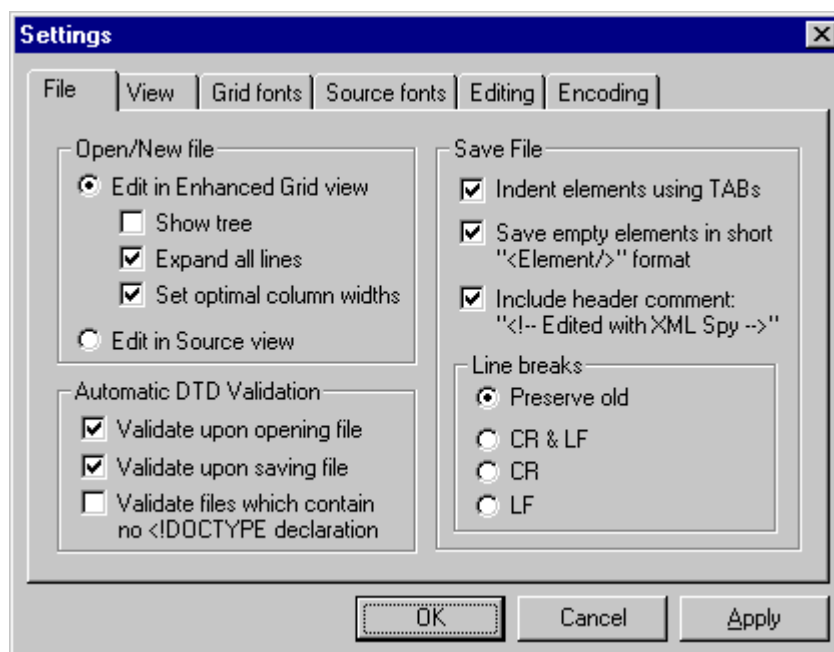 Settings
File
View
Grid fonts
Source fonts
Editing
Encoding
Open/New file
Edit in Enhanced Grid view
Show tree
Expand all lines
Set optimal column widths
Edit in Source view
Automatic DTD Validation
Validate upon opening file
Validate upon saving file
Validate files which contain
no <!DOCTYPE declaration
Save File
Indent elements using TABs
Save empty elements in short
"<Element/>" format
Include header comment:
"<!-- Edited with XML Spy -->"
Line breaks
Preserve old
CR & LF
CR
LF
OK
Cancel
Apply